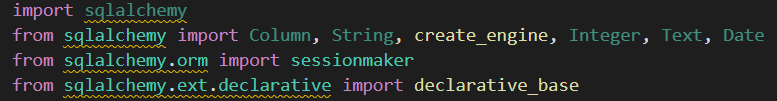 import sqlalchemy
from sqlalchemy import Column, String, create_engine, Integer, Text, Date
from sqlalchemy.orm import sessionmaker
from sqlalchemy.ext.declarative import declarative_base